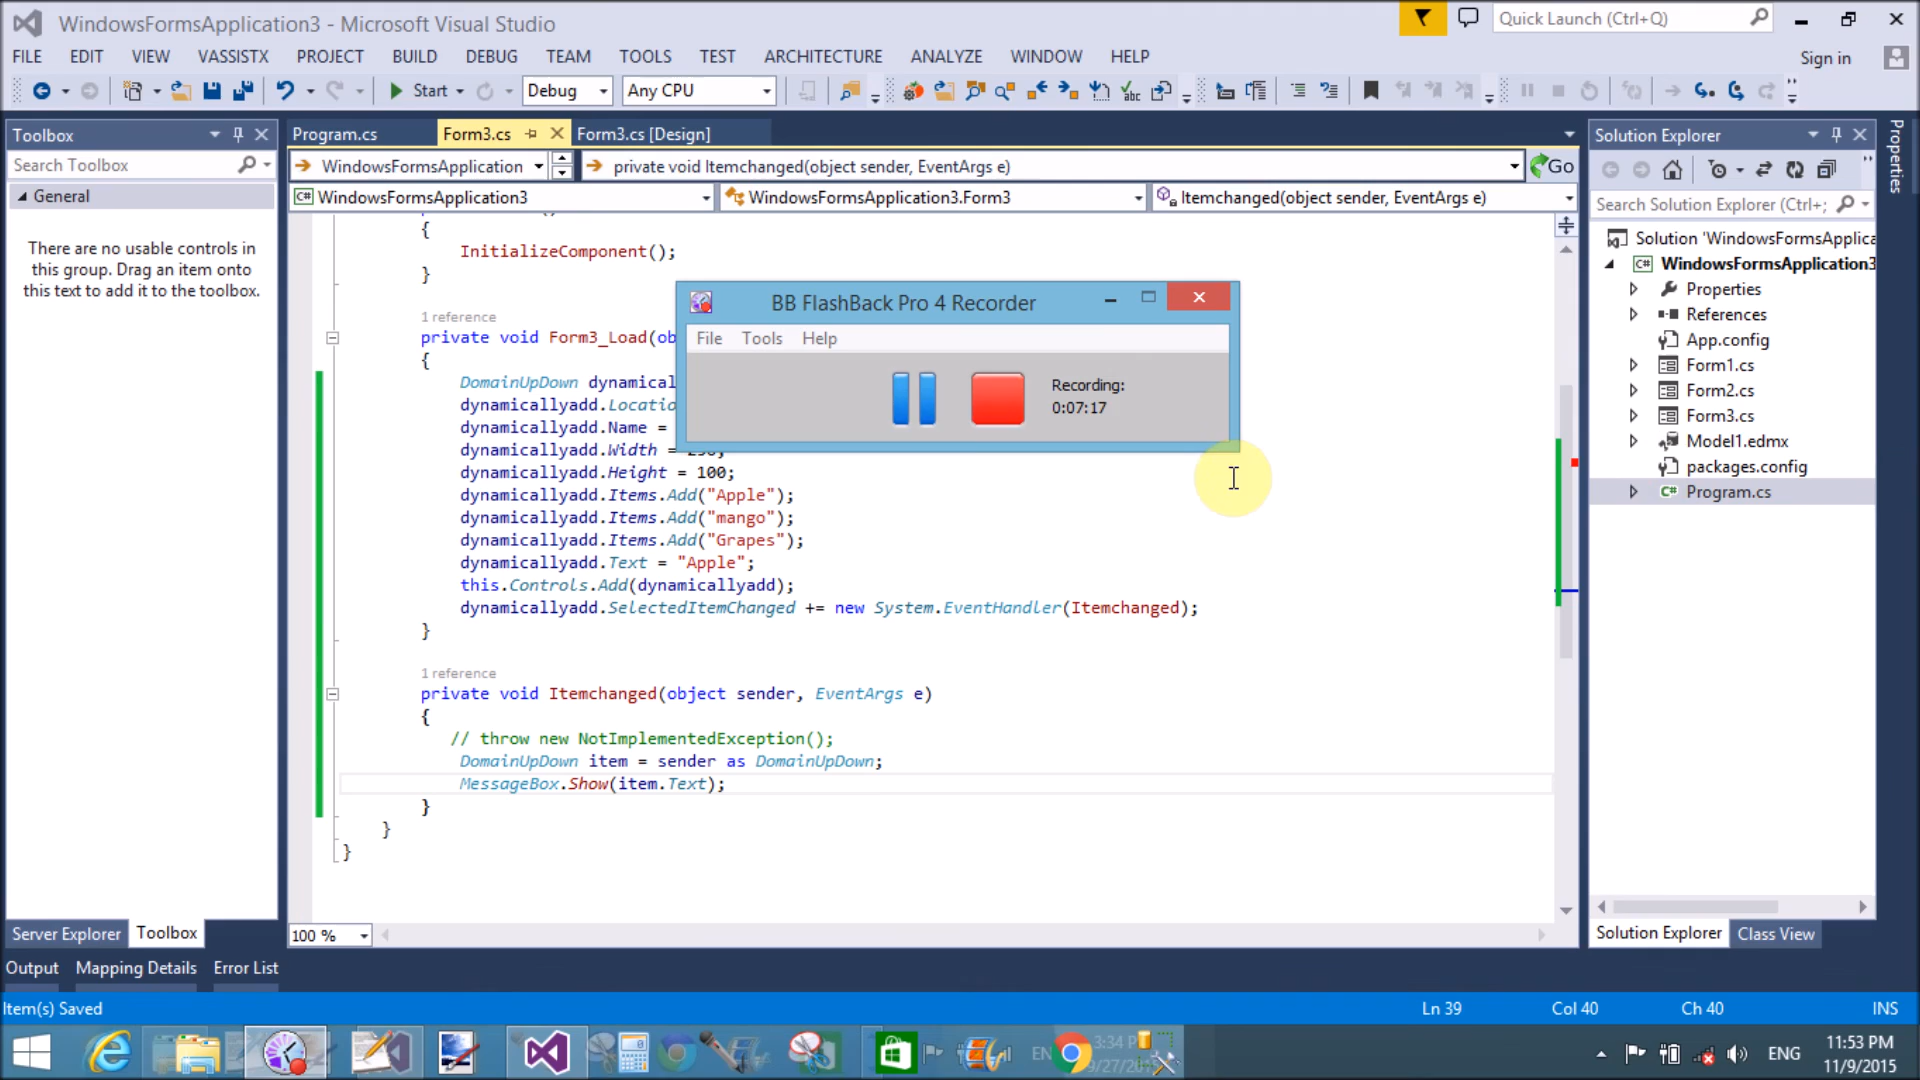 WindowsFormsApplication3 - Microsoft Visual Studio
Quick Launch (Ctrl+Q)
FILE EDIT VIEW VASSISTX PROJECT BUILD DEBUG TEAM TOOLS TEST ARCHITECTURE ANALYZE WINDOW HELP
Sign in
Start Debug Any CPU
Toolbox
Search Toolbox
General
There are no usable controls in
this group. Drag an item onto
this text to add it to the toolbox.
Program.cs Form3.cs Form3.cs [Design]
WindowsFormsApplication private void Itemchanged(object sender, EventArgs e) Go
WindowsFormsApplication3 WindowsFormsApplication3.Form3 Itemchanged(object sender, EventArgs e)
{
InitializeComponent();
}
1 reference
private void Form3_Load(ob
{
DomainUpDown dynamical
dynamicallyadd.Locatio
dynamicallyadd.Name =
dynamicallyadd.Width =
dynamicallyadd.Height = 100;
dynamicallyadd.Items.Add("Apple");
dynamicallyadd.Items.Add("mango");
dynamicallyadd.Items.Add("Grapes");
dynamicallyadd.Text = "Apple";
this.Controls.Add(dynamicallyadd);
dynamicallyadd.SelectedItemChanged += new System.EventHandler(Itemchanged);
}
1 reference
private void Itemchanged(object sender, EventArgs e)
{
// throw new NotImplementedException();
DomainUpDown item = sender as DomainUpDown;
MessageBox.Show(item.Text);
}
}
}
100 %
BB FlashBack Pro 4 Recorder
File Tools Help
Recording:
0:07:17
Solution Explorer
Search Solution Explorer (Ctrl+;
Solution 'WindowsFormsApplica
WindowsFormsApplication3
Properties
References
App.config
Form1.cs
Form2.cs
Form3.cs
Model1.edmx
packages.config
Program.cs
Properties
Server Explorer Toolbox
Solution Explorer Class View
Output Mapping Details Error List
Item(s) Saved
Ln 39 Col 40 Ch 40 INS
EN
3:34 P
9/27/20
ENG
11:53 PM
11/9/2015